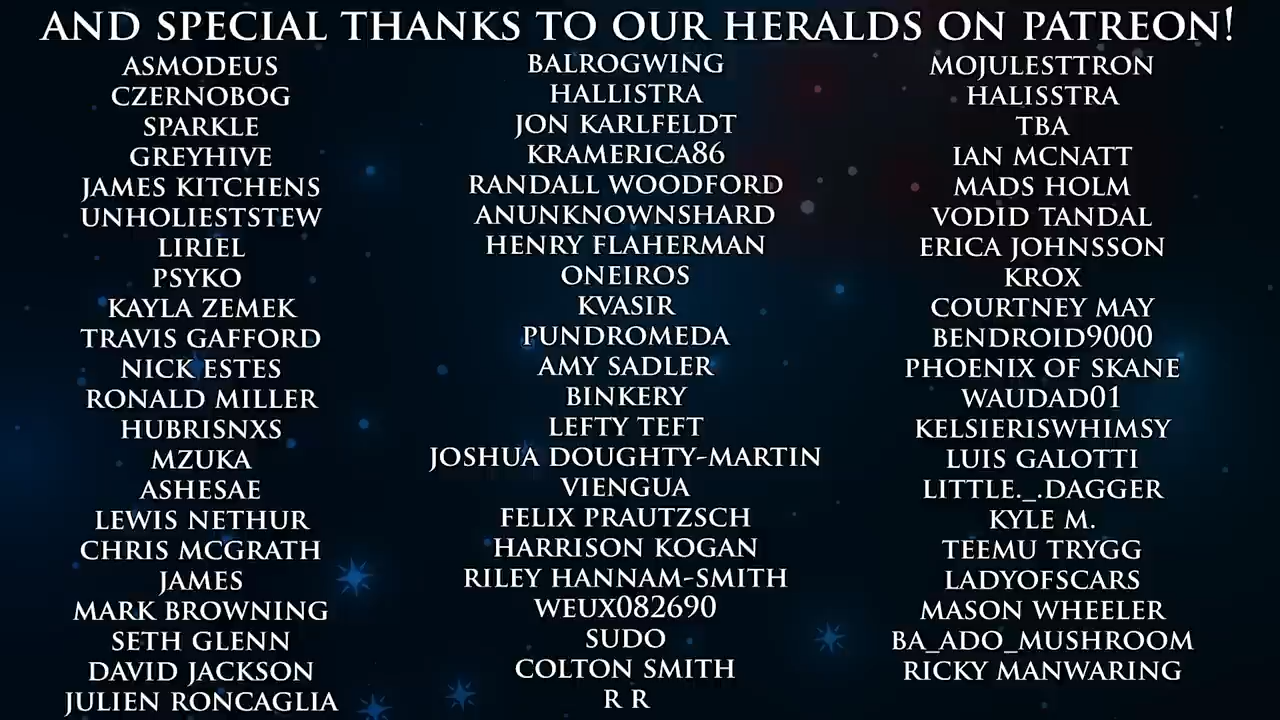 AND SPECIAL THANKS TO OUR HERALDS ON PATREON!
ASMODEUS
CZERNOBOG
SPARKLE
GREYHIVE
JAMES KITCHENS
UNHOLIESTSTEW
LIRIEL
PSYKO
KAYLA ZEMEK
TRAVIS GAFFORD
NICK ESTES
RONALD MILLER
HUBRISNXS
MZUKA
ASHESAE
LEWIS NETHUR
CHRIS MCGRATH
JAMES
MARK BROWNING
SETH GLENN
DAVID JACKSON
JULIEN RONCAGLIA
BALROGWING
HALLISTRA
JON KARLFELDT
KRAMERICA86
RANDALL WOODFORD
ANUNKNOWNSHARD
HENRY FLAHERMAN
ONEIROS
KVASIR
PUNDROMEDA
AMY SADLER
BINKERY
LEFTY TEFT
JOSHUA DOUGHTY-MARTIN
VIENGUA
FELIX PRAUTZSCH
HARRISON KOGAN
RILEY HANNAM-SMITH
WEUX082690
SUDO
COLTON SMITH
R R
MOJULESTTRON
HALISSTRA
TBA
IAN MCNATT
MADS HOLM
VODID TANDAL
ERICA JOHNSSON
KROX
COURTNEY MAY
BENDROID9000
PHOENIX OF SKANE
WAUDAD01
KELSIERISWHIMSY
LUIS GALOTTI
LITTLE._.DAGGER
KYLE M.
TEEMU TRYGG
LADYOFSCARS
MASON WHEELER
BA_ADO_MUSHROOM
RICKY MANWARING